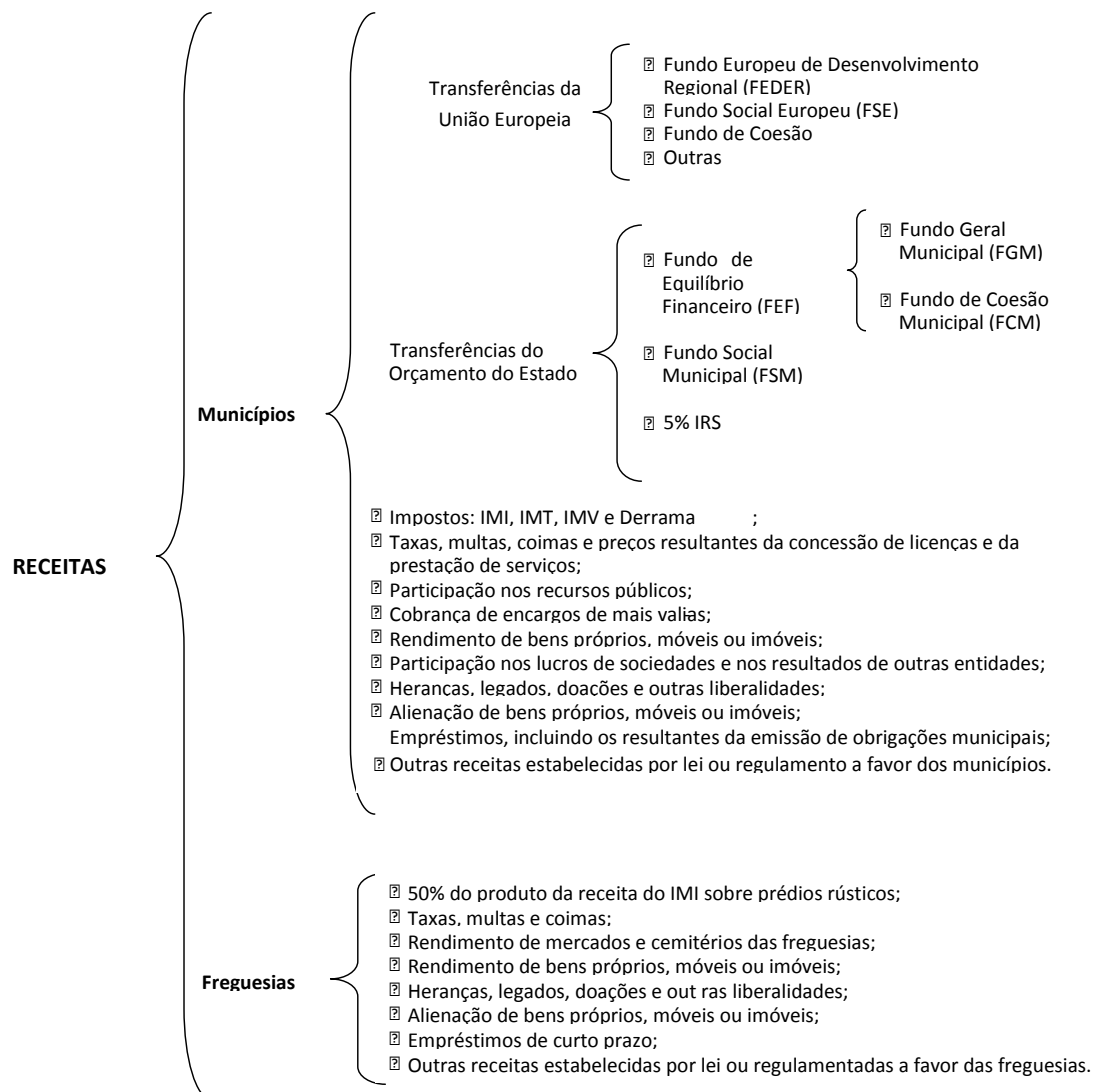 Transferências da
União Europeia
⍰ Fundo Europeu de Desenvolvimento
Regional (FEDER)
⍰ Fundo Social Europeu (FSE)
⍰ Fundo de Coesão
⍰ Outras
Transferências do
Orçamento do Estado
⍰ Fundo de
Equilíbrio
Financeiro (FEF)
⍰ Fundo Geral
Municipal (FGM)
⍰ Fundo de Coesão
Municipal (FCM)
⍰ Fundo Social
Municipal (FSM)
⍰ 5% IRS
Municípios
⍰ Impostos: IMI, IMT, IMV e Derrama ;
⍰ Taxas, multas, coimas e preços resultantes da concessão de licenças e da
prestação de serviços;
⍰ Participação nos recursos públicos;
⍰ Cobrança de encargos de mais valias;
⍰ Rendimento de bens próprios, móveis ou imóveis;
⍰ Participação nos lucros de sociedades e nos resultados de outras entidades;
⍰ Heranças, legados, doações e outras liberalidades;
⍰ Alienação de bens próprios, móveis ou imóveis;
Empréstimos, incluindo os resultantes da emissão de obrigações municipais;
⍰ Outras receitas estabelecidas por lei ou regulamento a favor dos municípios.
RECEITAS
Freguesias
⍰ 50% do produto da receita do IMI sobre prédios rústicos;
⍰ Taxas, multas e coimas;
⍰ Rendimento de mercados e cemitérios das freguesias;
⍰ Rendimento de bens próprios, móveis ou imóveis;
⍰ Heranças, legados, doações e out ras liberalidades;
⍰ Alienação de bens próprios, móveis ou imóveis;
⍰ Empréstimos de curto prazo;
⍰ Outras receitas estabelecidas por lei ou regulamentadas a favor das freguesias.